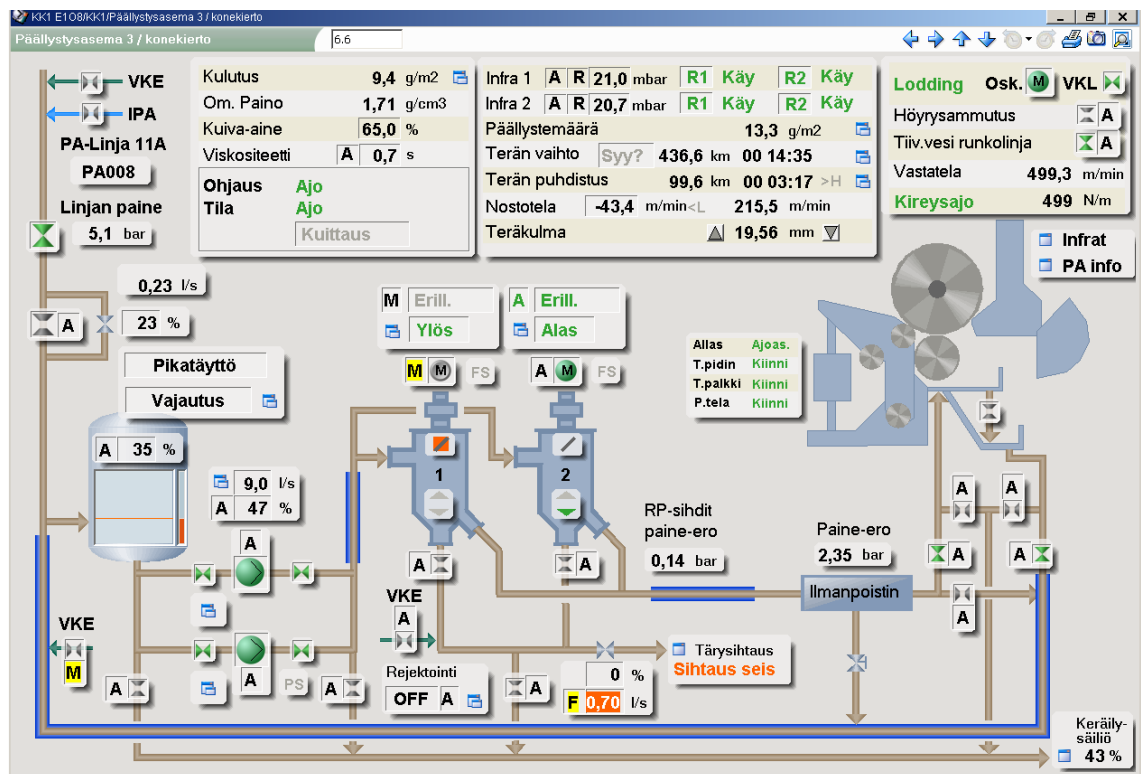 KK1 E1O8/KK1/Päällystysasema 3 / konekierto
Päällystysasema 3 / konekierto
6.6
VKE
IPA
PA-Linja 11A
PA008
Linjan paine
5,1 bar
Kulutus 9,4 g/m2
Om. Paino 1,71 g/cm3
Kuiva-aine 65,0 %
Viskositeetti A 0,7 s
Ohjaus Ajo
Tila Ajo
Kuittaus
Infra 1 A R 21,0 mbar R1 Käy R2 Käy
Infra 2 A R 20,7 mbar R1 Käy R2 Käy
Päällystemäärä 13,3 g/m2
Terän vaihto Syy? 436,6 km 00 14:35
Terän puhdistus 99,6 km 00 03:17 >H
Nostotela -43,4 m/min<L 215,5 m/min
Teräkulma 19,56 mm
Lodding Osk. M VKL
Höyrysammutus A
Tiiv.vesi runkolinja A
Vastatela 499,3 m/min
Kireysajo 499 N/m
Infrat
PA info
0,23 l/s
A 23 %
Pikatäyttö
Vajautus
A 35 %
9,0 l/s
A 47 %
A
A
A
PS
A
VKE
M
M Erill.
Ylös
A Erill.
Alas
M M FS
A M FS
1
2
A
A
Allas Ajoas.
T.pidin Kiinni
T.palkki Kiinni
P.tela Kiinni
RP-sihdit
paine-ero
0,14 bar
Paine-ero
2,35 bar
Ilmanpoistin
A A
A A
A
VKE
A
Rejektointi
OFF A
A
0 %
F 0,70 l/s
Tärysihtaus
Sihtaus seis
Keräily-
säiliö
43 %